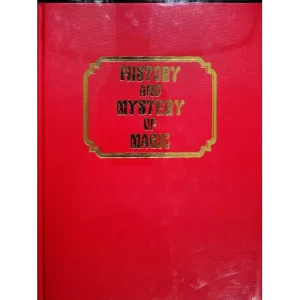 HISTORY
AND
MYSTERY
OF
MAGIC